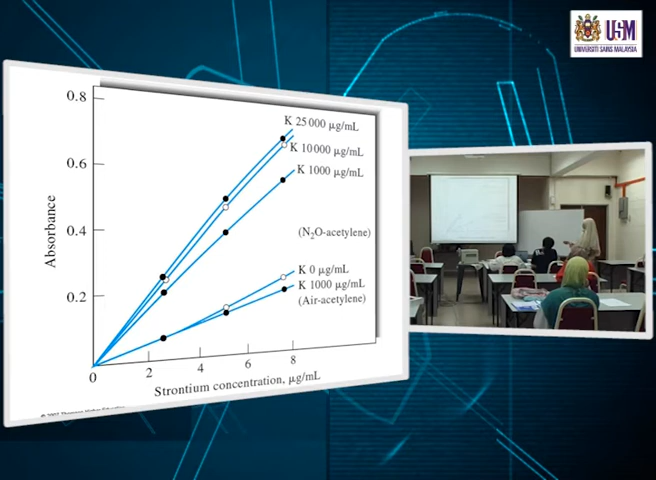 USM
UNIVERSITI SAINS MALAYSIA
0.8
0.6
0.4
0.2
0
2
4
6
8
Absorbance
Strontium concentration, μg/mL
K 25 000 μg/mL
K 10 000 μg/mL
K 1000 μg/mL
(N₂O-acetylene)
K 0 μg/mL
K 1000 μg/mL
(Air-acetylene)